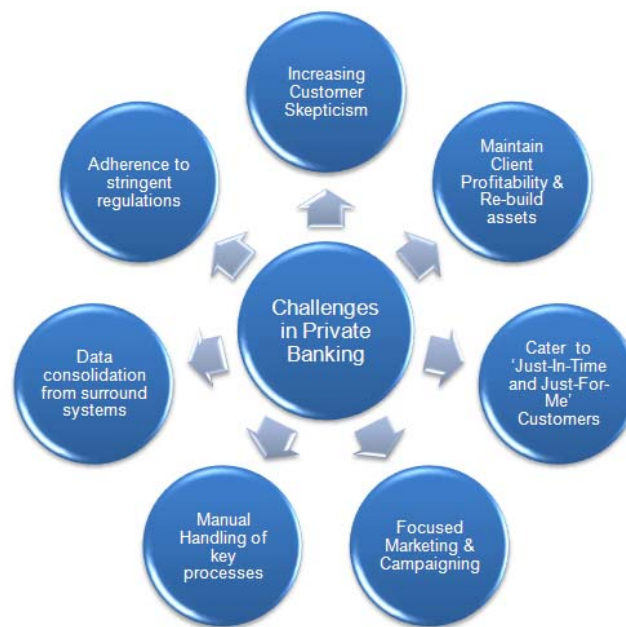 Increasing
Customer
Skepticism
Maintain
Client
Profitability &
Re-build
assets
Cater to
‘Just-In-Time
and Just-For-
Me’
Customers
Focused
Marketing &
Campaigning
Manual
Handling of
key
processes
Data
consolidation
from surround
systems
Adherence to
stringent
regulations
Challenges
in Private
Banking